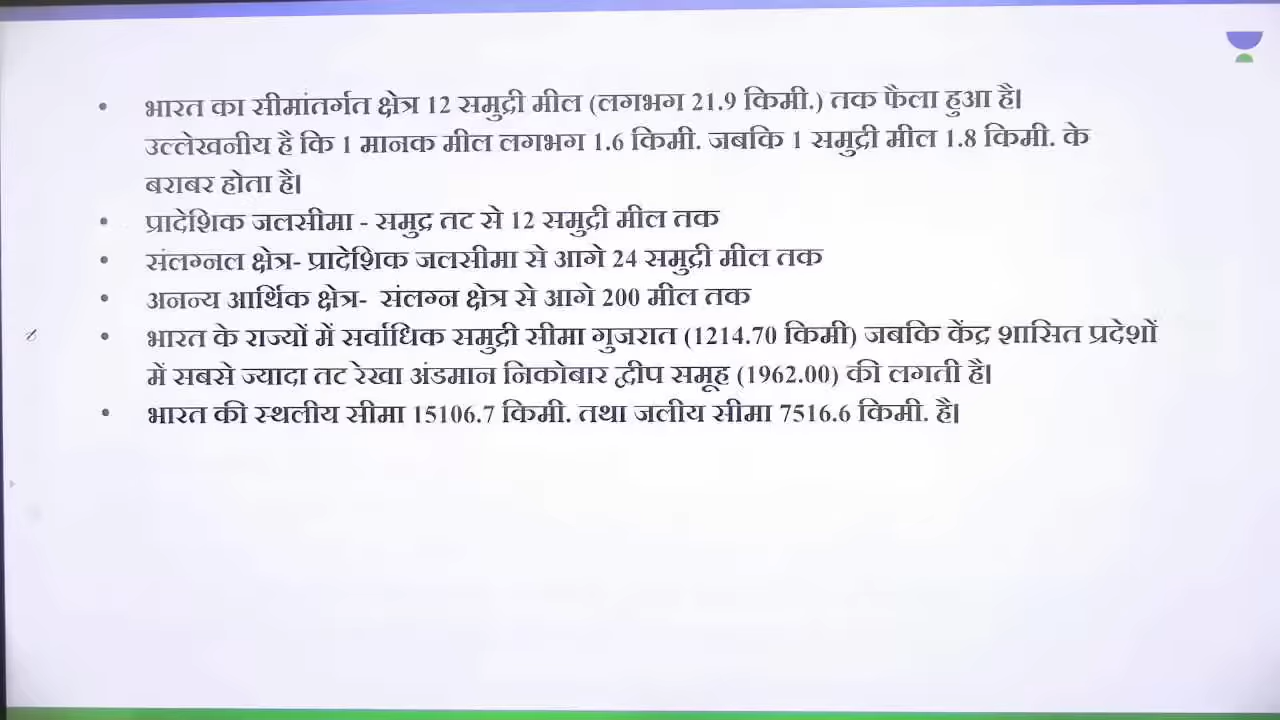 • भारत का सीमांतर्गत क्षेत्र 12 समुद्री मील (लगभग 21.9 किमी.) तक फैला हुआ है।
उल्लेखनीय है कि 1 मानक मील लगभग 1.6 किमी. जबकि 1 समुद्री मील 1.8 किमी. के
बराबर होता है।
• प्रादेशिक जलसीमा - समुद्र तट से 12 समुद्री मील तक
• संलग्नल क्षेत्र- प्रादेशिक जलसीमा से आगे 24 समुद्री मील तक
• अनन्य आर्थिक क्षेत्र- संलग्न क्षेत्र से आगे 200 मील तक
• भारत के राज्यों में सर्वाधिक समुद्री सीमा गुजरात (1214.70 किमी) जबकि केंद्र शासित प्रदेशों
में सबसे ज्यादा तट रेखा अंडमान निकोबार द्वीप समूह (1962.00) की लगती है।
• भारत की स्थलीय सीमा 15106.7 किमी. तथा जलीय सीमा 7516.6 किमी. है।